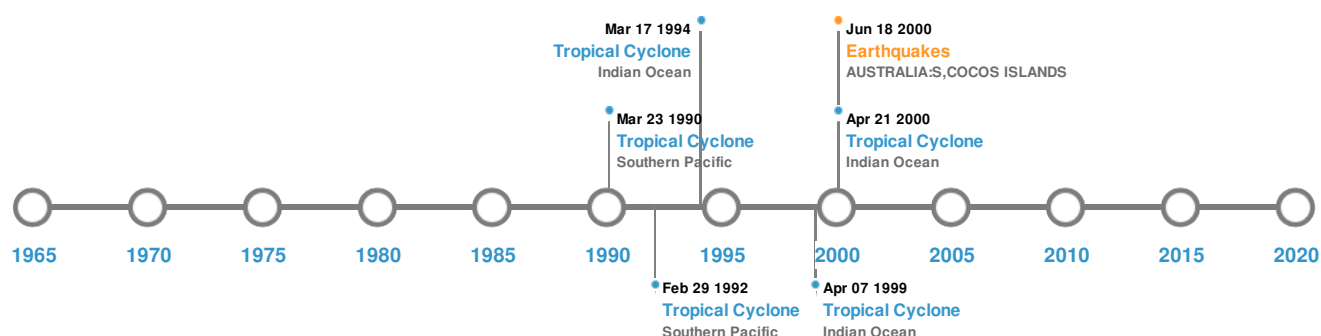 Mar 17 1994
Tropical Cyclone
Indian Ocean
Jun 18 2000
Earthquakes
AUSTRALIA:S,COCOS ISLANDS
Mar 23 1990
Tropical Cyclone
Southern Pacific
Apr 21 2000
Tropical Cyclone
Indian Ocean
1965 1970 1975 1980 1985 1990 1995 2000 2005 2010 2015 2020
Feb 29 1992
Tropical Cyclone
Southern Pacific
Apr 07 1999
Tropical Cyclone
Indian Ocean